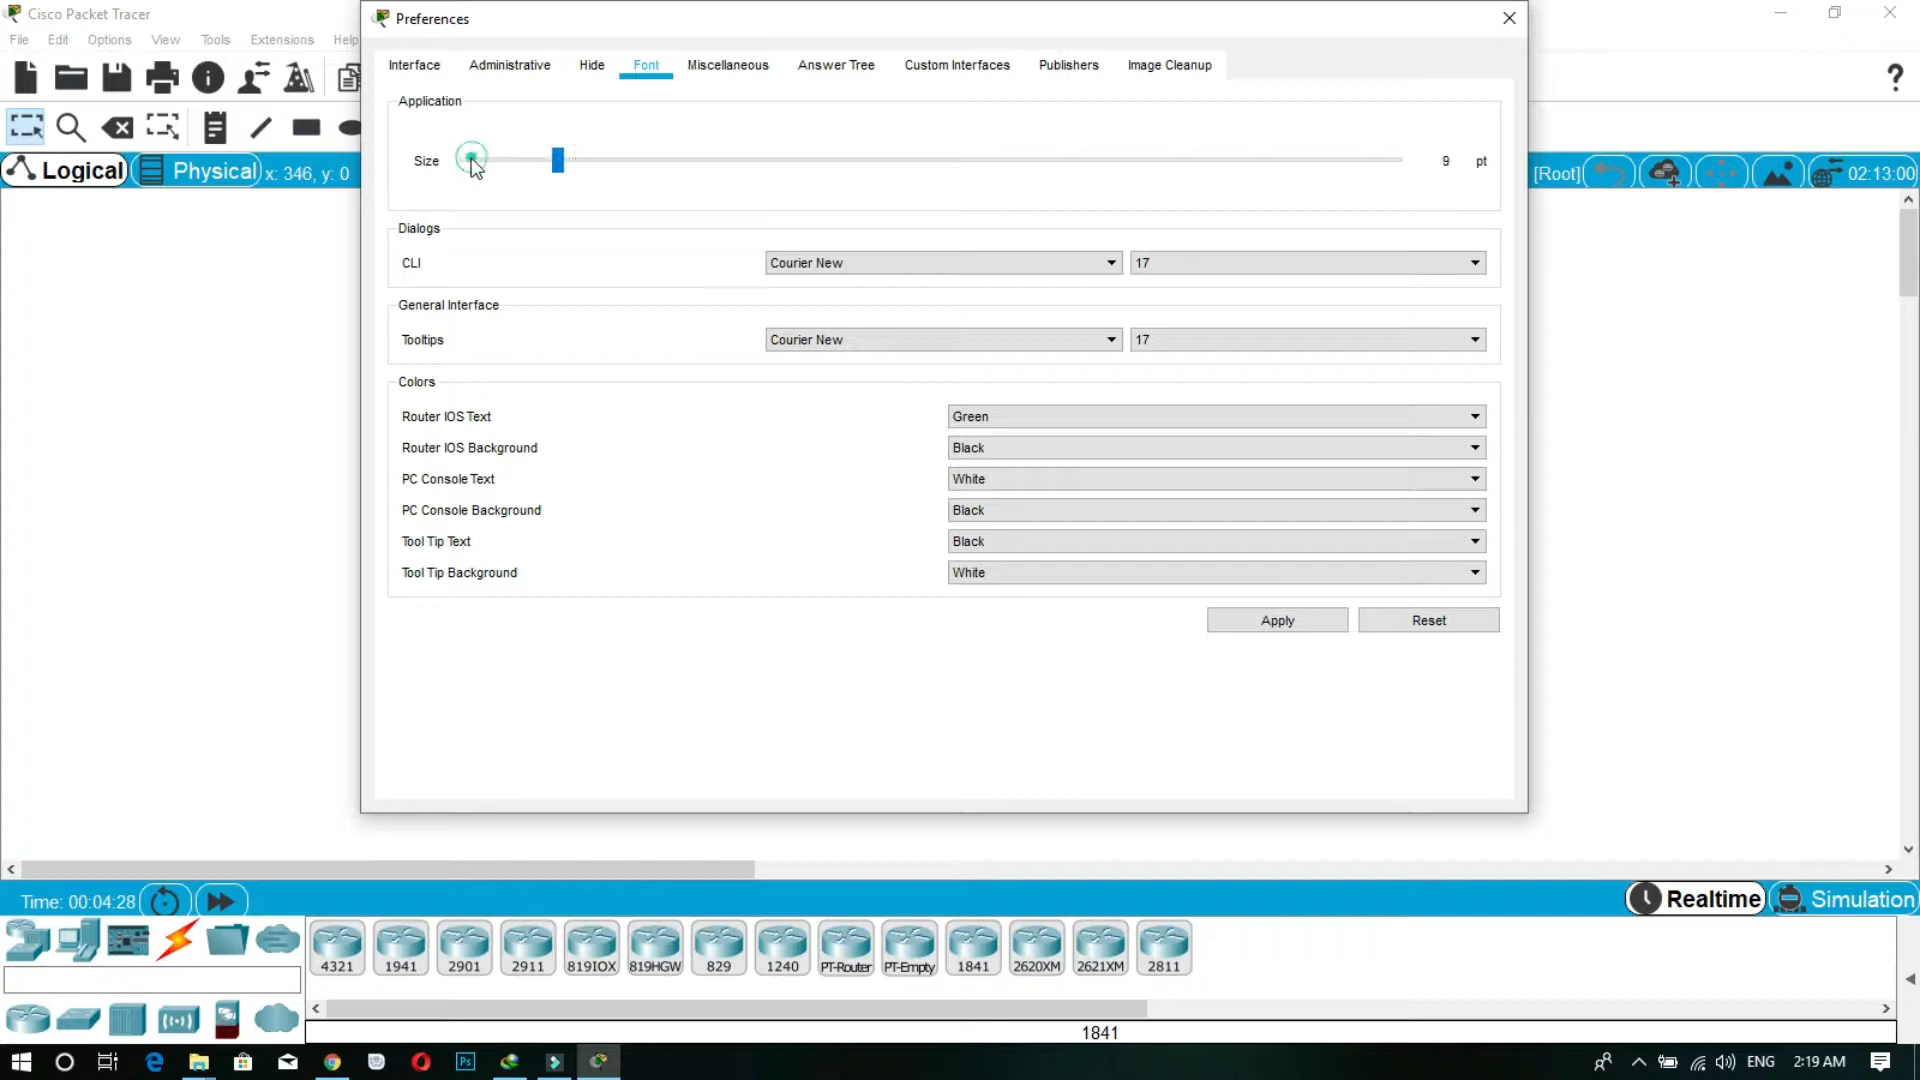 Cisco Packet Tracer
Preferences
File Edit Options View Tools Extensions Help
Interface Administrative Hide Font Miscellaneous Answer Tree Custom Interfaces Publishers Image Cleanup
Application
Size 9 pt
Logical Physical x: 346, y: 0
[Root] 02:13:00
Dialogs
CLI Courier New 17
General Interface
Tooltips Courier New 17
Colors
Router IOS Text Green
Router IOS Background Black
PC Console Text White
PC Console Background Black
Tool Tip Text Black
Tool Tip Background White
Apply Reset
Time: 00:04:28
Realtime Simulation
4321 1941 2901 2911 819IOX 819HGW 829 1240 PT-Router PT-Empty 1841 2620XM 2621XM 2811
1841
Ps
ENG 2:19 AM